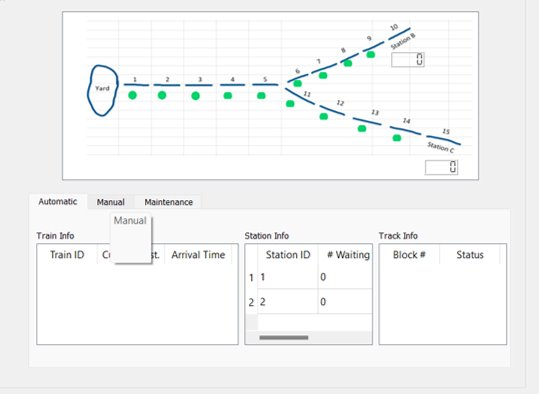 10
9
Station B
8
7
0
6
Yard
1 2 3 4 5
11
12
13
14
15
Station C
0
Automatic Manual Maintenance
Manual
Train Info Station Info Track Info
Train ID st. Arrival Time Station ID # Waiting Block # Status
1 1 0
2 2 0